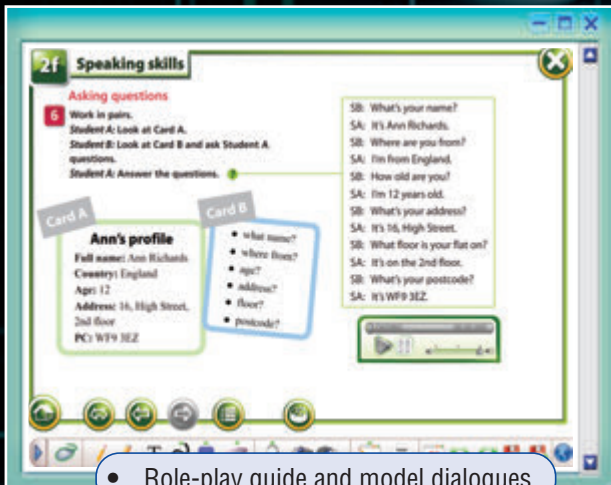 2f Speaking skills
Asking questions
6 Work in pairs.
Student A: Look at Card A.
Student B: Look at Card B and ask Student A
questions.
Student A: Answer the questions. ?
Card A
Ann's profile
Full name: Ann Richards
Country: England
Age: 12
Address: 16, High Street,
2nd floor
PC: WF9 3EZ
Card B
• what name?
• where from?
• age?
• address?
• floor?
• postcode?
SB: What's your name?
SA: It's Ann Richards.
SB: Where are you from?
SA: I'm from England.
SB: How old are you?
SA: I'm 12 years old.
SB: What's your address?
SA: It's 16, High Street.
SB: What floor is your flat on?
SA: It's on the 2nd floor.
SB: What's your postcode?
SA: It's WF9 3EZ.
• Role-play guide and model dialogues